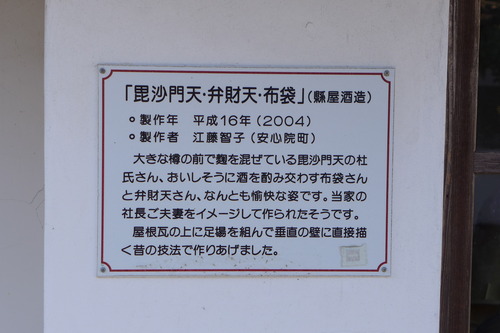 「毘沙門天・弁財天・布袋」(縣屋酒造)
○ 製作年 平成16年(2004)
○ 製作者 江藤智子(安心院町)
大きな樽の前で麹を混ぜている毘沙門天の杜
氏さん、おいしそうに酒を酌み交わす布袋さん
と弁財天さん、なんとも愉快な姿です。当家の
社長ご夫妻をイメージして作られたそうです。
屋根瓦の上に足場を組んで垂直の壁に直接描
く昔の技法で作りあげました。